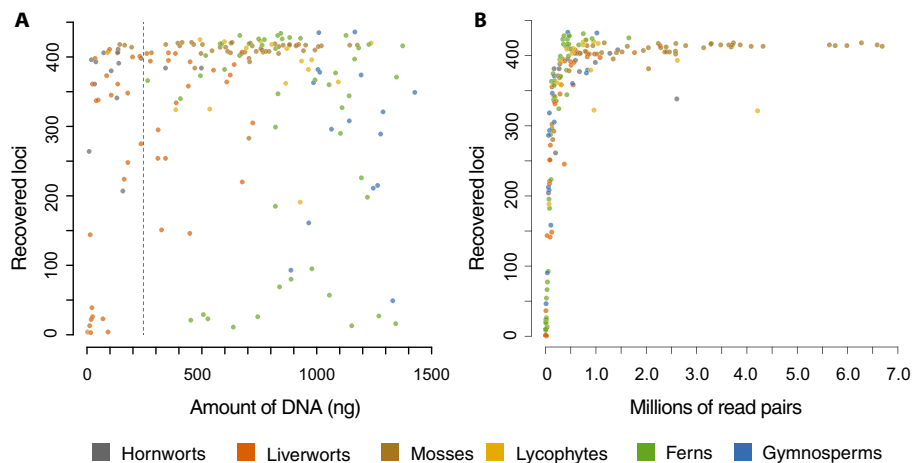 A
Recovered loci
400
300
200
100
0
0 500 1000 1500
Amount of DNA (ng)
B
Recovered loci
400
300
200
100
0
0 1.0 2.0 3.0 4.0 5.0 6.0 7.0
Millions of read pairs
Hornworts Liverworts Mosses Lycophytes Ferns Gymnosperms